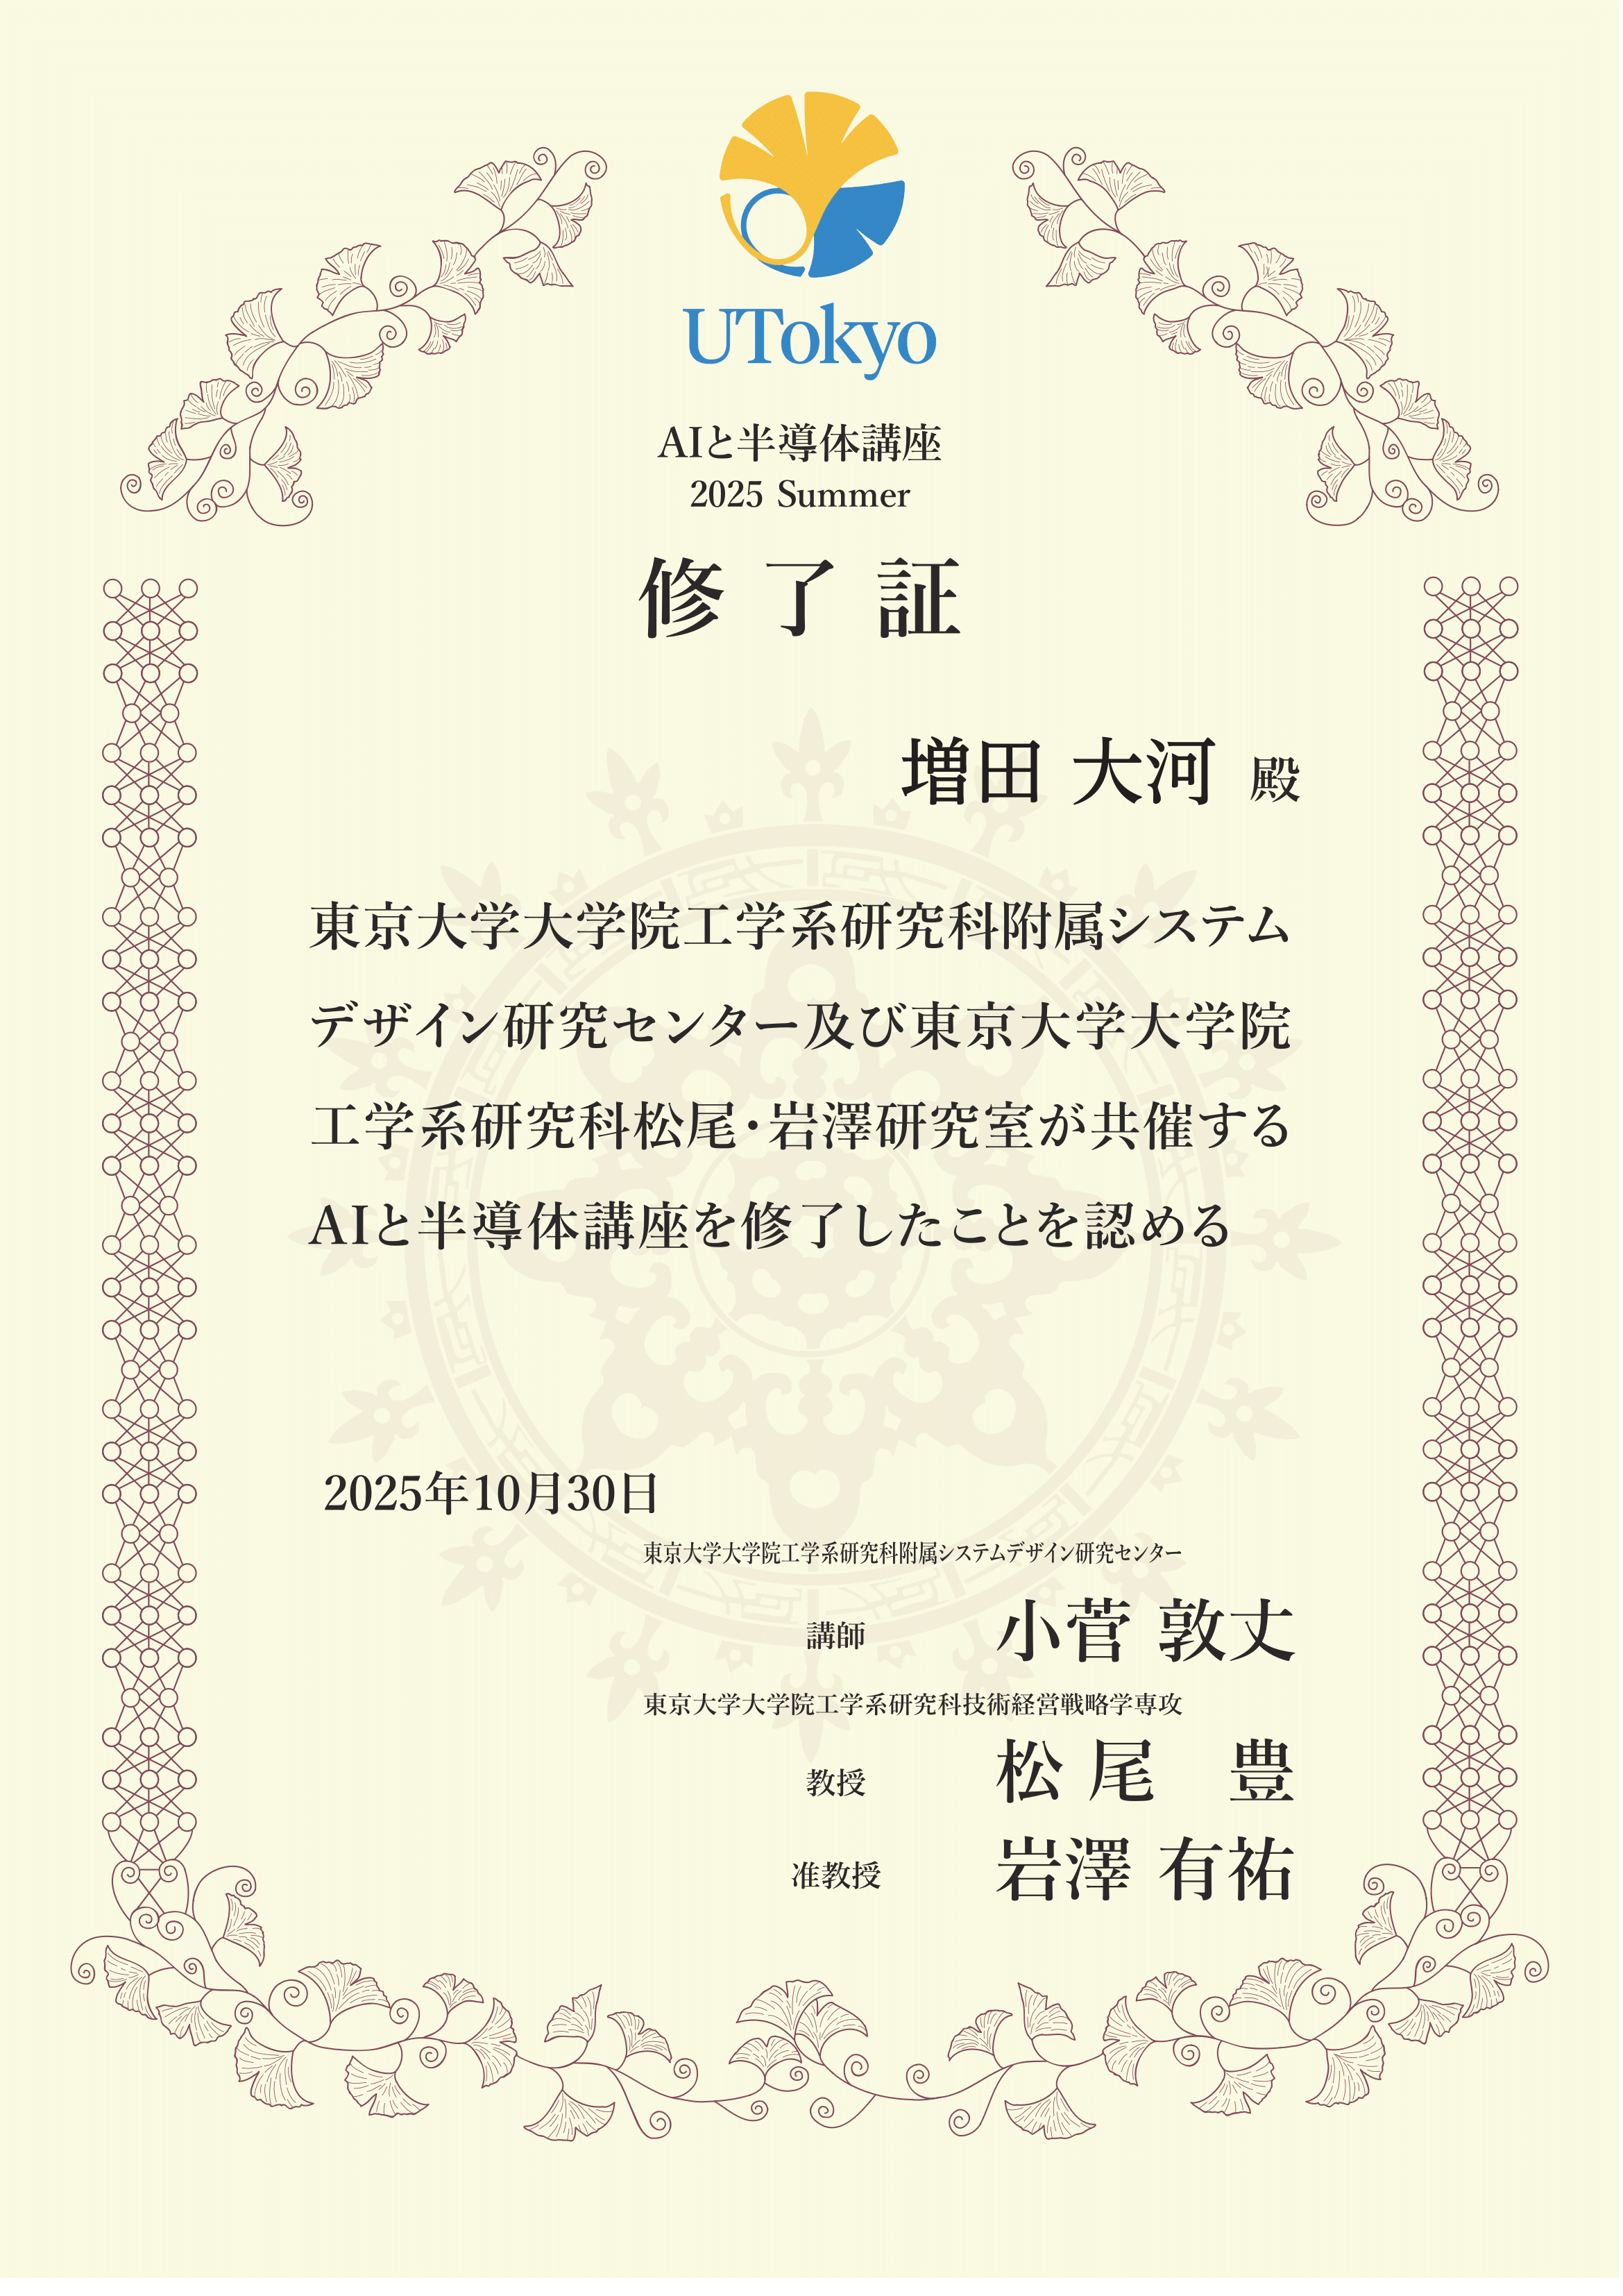 UTokyo
AIと半導体講座
2025 Summer
修了証
増田 大河 殿
東京大学大学院工学系研究科附属システム
デザイン研究センター及び東京大学大学院
工学系研究科松尾・岩澤研究室が共催する
AIと半導体講座を修了したことを認める
2025年10月30日
東京大学大学院工学系研究科附属システムデザイン研究センター
講師 小菅 敦丈
東京大学大学院工学系研究科技術経営戦略学専攻
教授 松尾 豊
准教授 岩澤 有祐